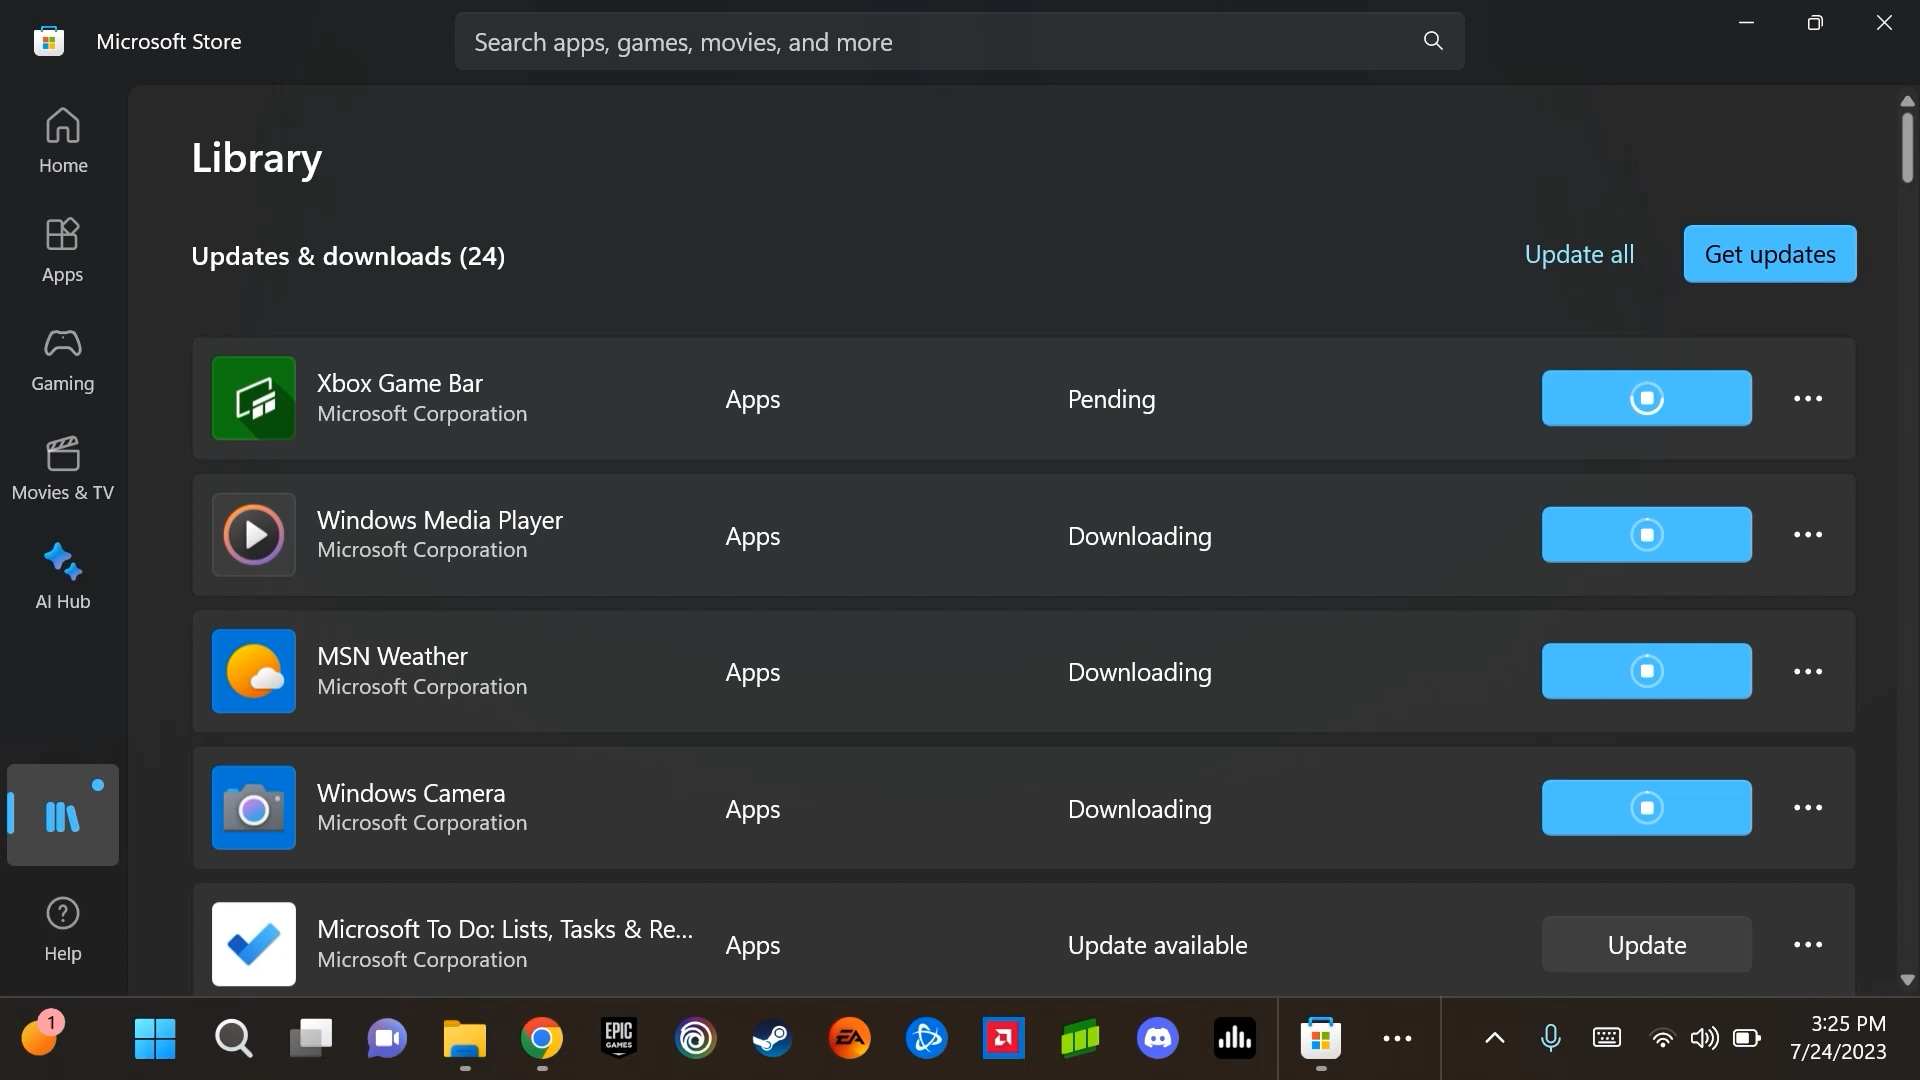 Microsoft Store
Search apps, games, movies, and more
Home
Apps
Gaming
Movies & TV
AI Hub
Help
Library
Updates & downloads (24)
Update all
Get updates
Xbox Game Bar
Microsoft Corporation
Apps
Pending
Windows Media Player
Microsoft Corporation
Apps
Downloading
MSN Weather
Microsoft Corporation
Apps
Downloading
Windows Camera
Microsoft Corporation
Apps
Downloading
Microsoft To Do: Lists, Tasks & Re...
Microsoft Corporation
Apps
Update available
Update
1
EPIC
GAMES
EA
3:25 PM
7/24/2023